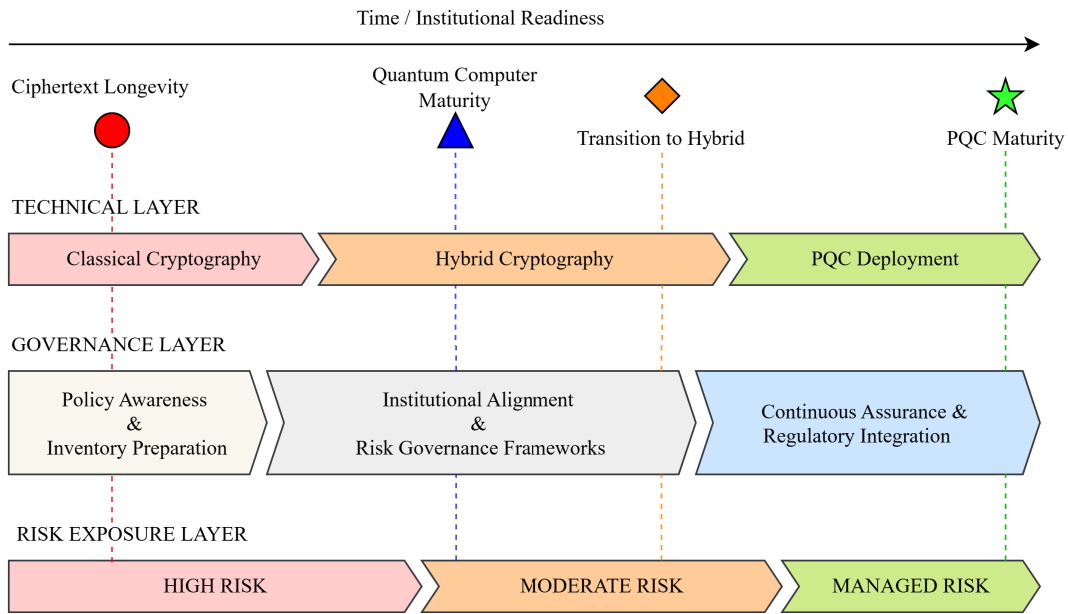 Time / Institutional Readiness
Ciphertext Longevity
Quantum Computer
Maturity
Transition to Hybrid
PQC Maturity
TECHNICAL LAYER
Classical Cryptography
Hybrid Cryptography
PQC Deployment
GOVERNANCE LAYER
Policy Awareness
&
Inventory Preparation
Institutional Alignment
&
Risk Governance Frameworks
Continuous Assurance &
Regulatory Integration
RISK EXPOSURE LAYER
HIGH RISK
MODERATE RISK
MANAGED RISK